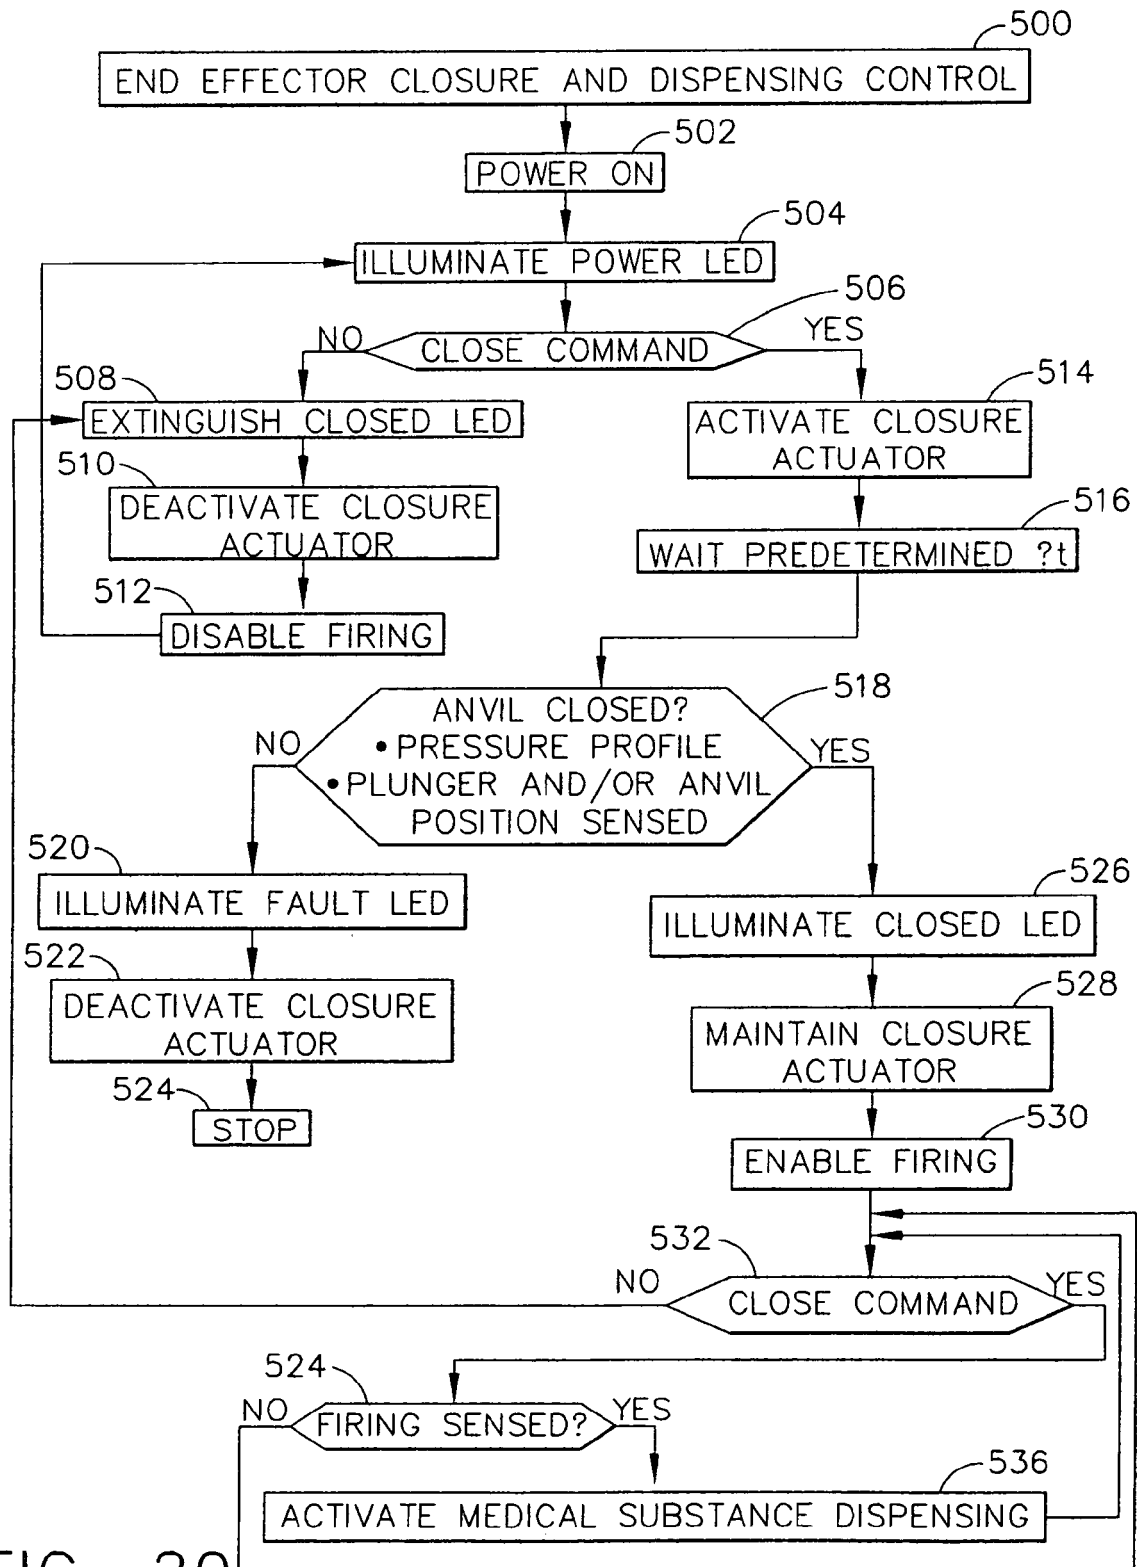 500
END EFFECTOR CLOSURE AND DISPENSING CONTROL
502
POWER ON
504
ILLUMINATE POWER LED
506
NO
CLOSE COMMAND
YES
508
EXTINGUISH CLOSED LED
510
DEACTIVATE CLOSURE
ACTUATOR
512
DISABLE FIRING
514
ACTIVATE CLOSURE
ACTUATOR
516
WAIT PREDETERMINED ?t
518
ANVIL CLOSED?
• PRESSURE PROFILE
• PLUNGER AND/OR ANVIL
POSITION SENSED
NO
YES
520
ILLUMINATE FAULT LED
522
DEACTIVATE CLOSURE
ACTUATOR
524
STOP
526
ILLUMINATE CLOSED LED
528
MAINTAIN CLOSURE
ACTUATOR
530
ENABLE FIRING
532
NO
CLOSE COMMAND
YES
524
NO
FIRING SENSED?
YES
536
ACTIVATE MEDICAL SUBSTANCE DISPENSING